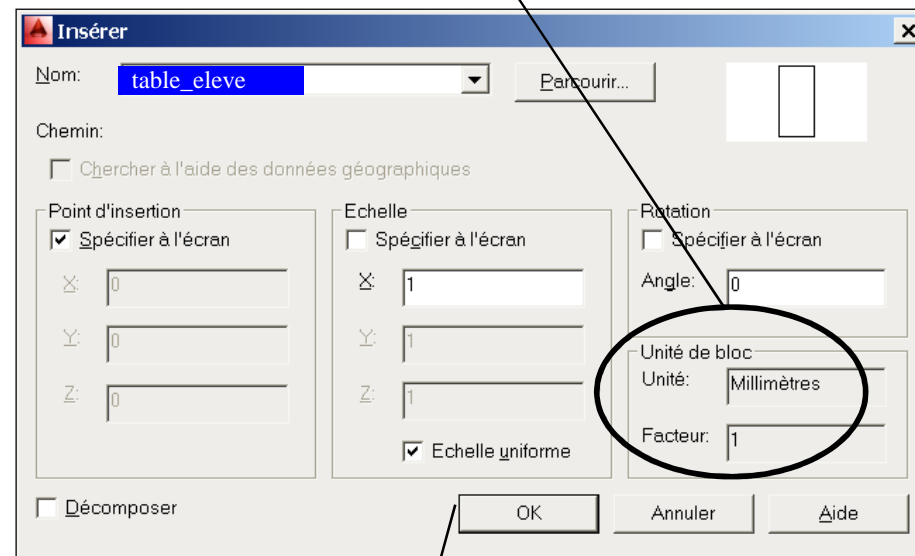 Insérer
Nom: table_eleve Parcourir...
Chemin:
Chercher à l'aide des données géographiques
Point d'insertion
Spécifier à l'écran
X: 0
Y: 0
Z: 0
Echelle
Spécifier à l'écran
X: 1
Y: 1
Z: 1
Echelle uniforme
Rotation
Spécifier à l'écran
Angle: 0
Unité de bloc
Unité: Millimètres
Facteur: 1
Décomposer OK Annuler Aide